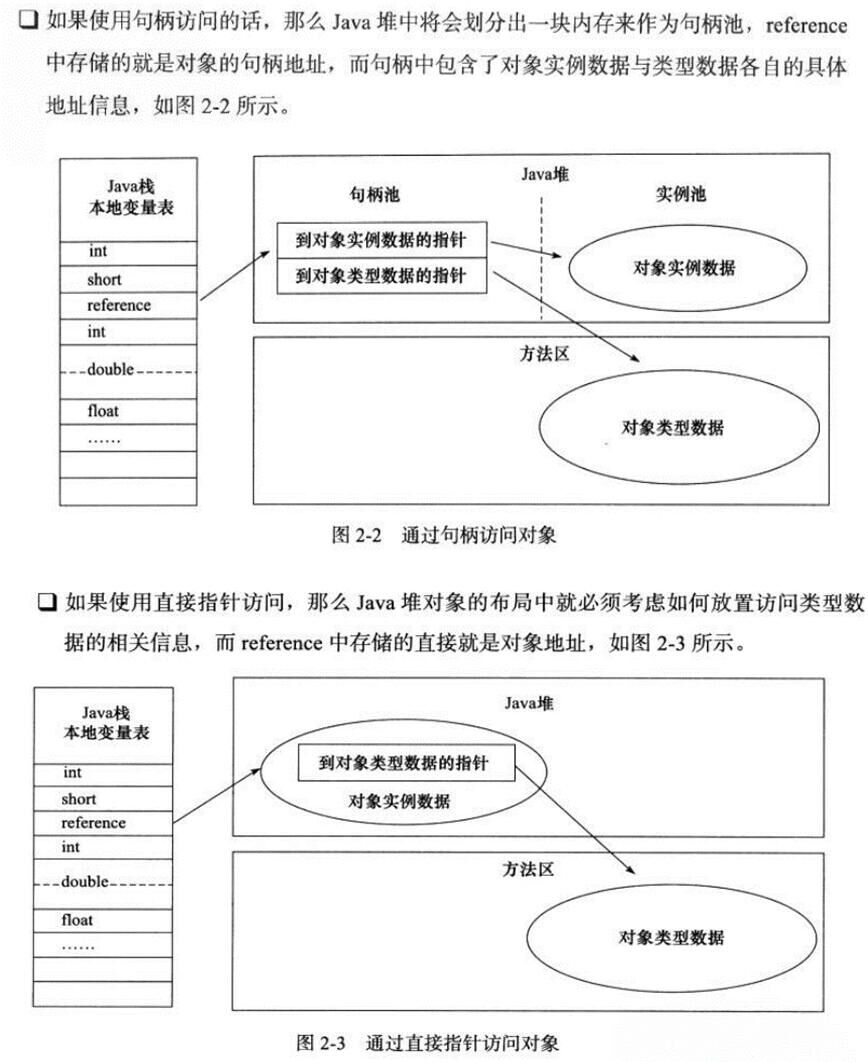 ❑ 如果使用句柄访问的话，那么 Java 堆中将会划分出一块内存来作为句柄池，reference
中存储的就是对象的句柄地址，而句柄中包含了对象实例数据与类型数据各自的具体
地址信息，如图 2-2 所示。
Java栈
本地变量表
int
short
reference
int
double
float
……
Java堆
句柄池
实例池
到对象实例数据的指针
到对象类型数据的指针
对象实例数据
方法区
对象类型数据
图 2-2 通过句柄访问对象
❑ 如果使用直接指针访问，那么 Java 堆对象的布局中就必须考虑如何放置访问类型数
据的相关信息，而 reference 中存储的直接就是对象地址，如图 2-3 所示。
Java栈
本地变量表
int
short
reference
int
double
float
……
Java堆
到对象类型数据的指针
对象实例数据
方法区
对象类型数据
图 2-3 通过直接指针访问对象